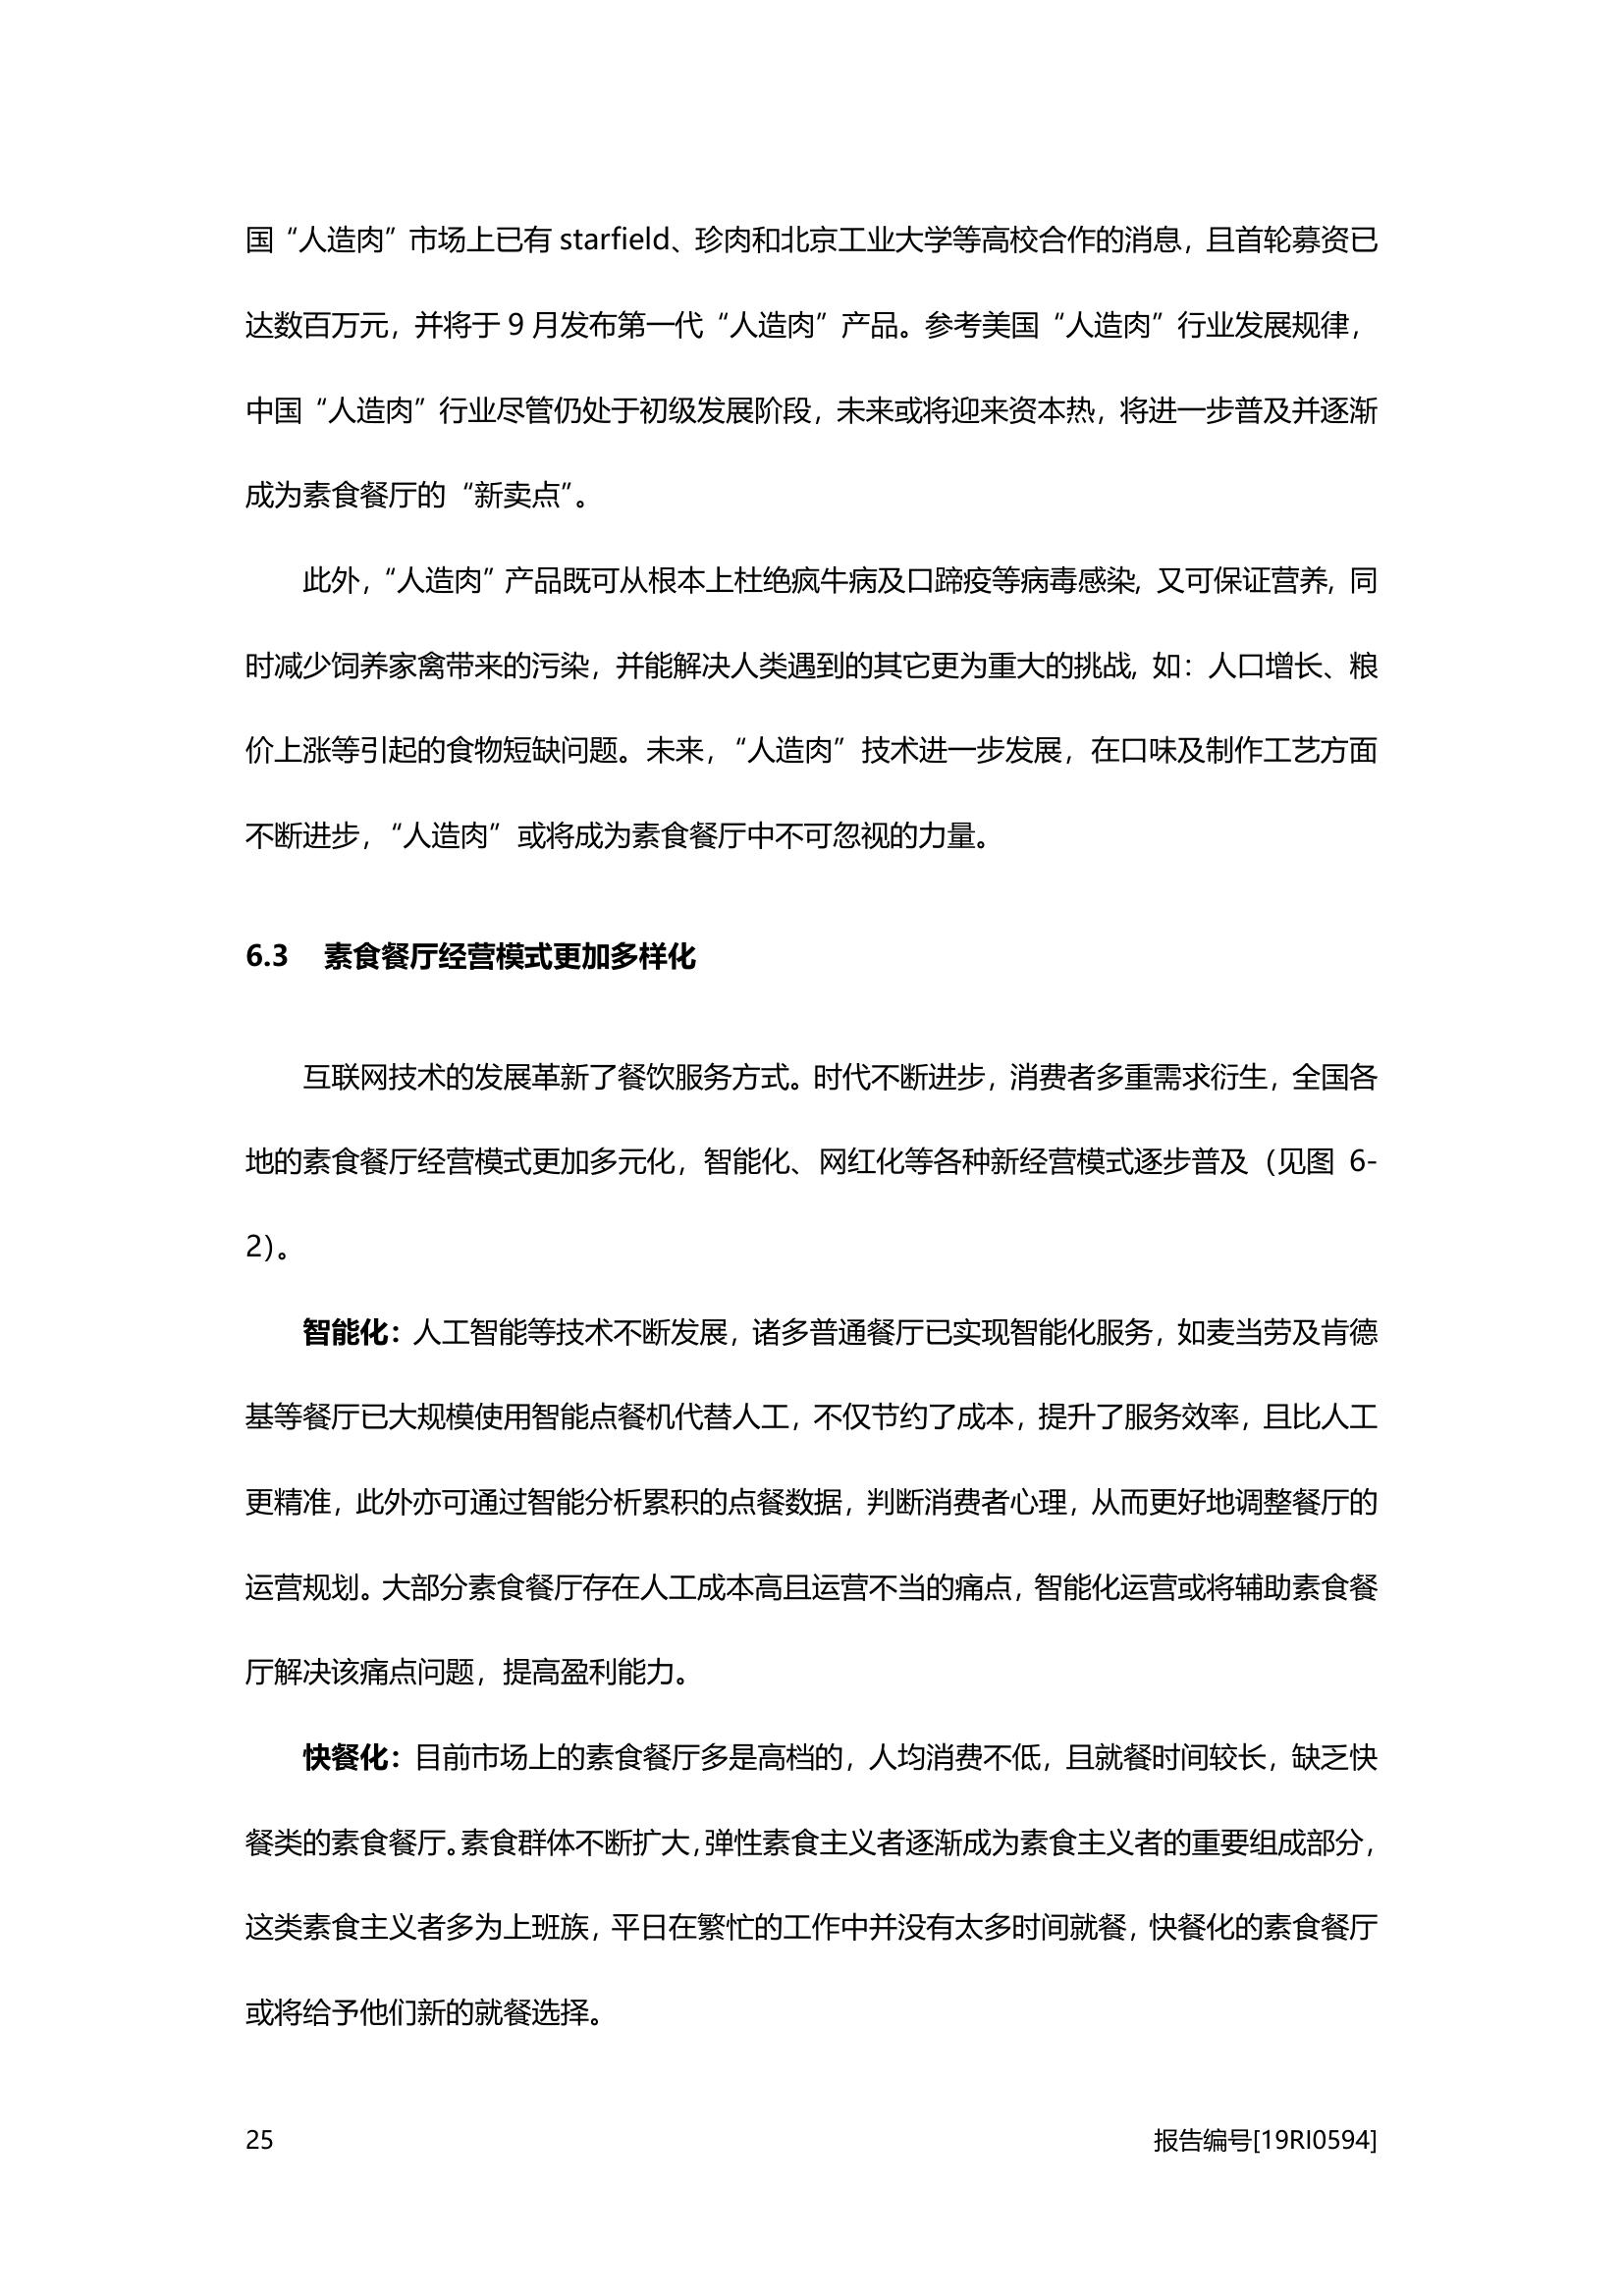 国“人造肉”市场上已有 starfield、珍肉和北京工业大学等高校合作的消息，且首轮募资已
达数百万元，并将于 9 月发布第一代“人造肉”产品。参考美国“人造肉”行业发展规律，
中国“人造肉”行业尽管仍处于初级发展阶段，未来或将迎来资本热，将进一步普及并逐渐
成为素食餐厅的“新卖点”。
此外，“人造肉”产品既可从根本上杜绝疯牛病及口蹄疫等病毒感染，又可保证营养，同
时减少饲养家禽带来的污染，并能解决人类遇到的其它更为重大的挑战，如：人口增长、粮
价上涨等引起的食物短缺问题。未来，“人造肉”技术进一步发展，在口味及制作工艺方面
不断进步，“人造肉”或将成为素食餐厅中不可忽视的力量。
6.3 素食餐厅经营模式更加多样化
互联网技术的发展革新了餐饮服务方式。时代不断进步，消费者多重需求衍生，全国各
地的素食餐厅经营模式更加多元化，智能化、网红化等各种新经营模式逐步普及（见图 6-
2）。
智能化：人工智能等技术不断发展，诸多普通餐厅已实现智能化服务，如麦当劳及肯德
基等餐厅已大规模使用智能点餐机代替人工，不仅节约了成本，提升了服务效率，且比人工
更精准，此外亦可通过智能分析累积的点餐数据，判断消费者心理，从而更好地调整餐厅的
运营规划。大部分素食餐厅存在人工成本高且运营不当的痛点，智能化运营或将辅助素食餐
厅解决该痛点问题，提高盈利能力。
快餐化：目前市场上的素食餐厅多是高档的，人均消费不低，且就餐时间较长，缺乏快
餐类的素食餐厅。素食群体不断扩大，弹性素食主义者逐渐成为素食主义者的重要组成部分，
这类素食主义者多为上班族，平日在繁忙的工作中并没有太多时间就餐，快餐化的素食餐厅
或将给予他们新的就餐选择。
25 报告编号[19RI0594]